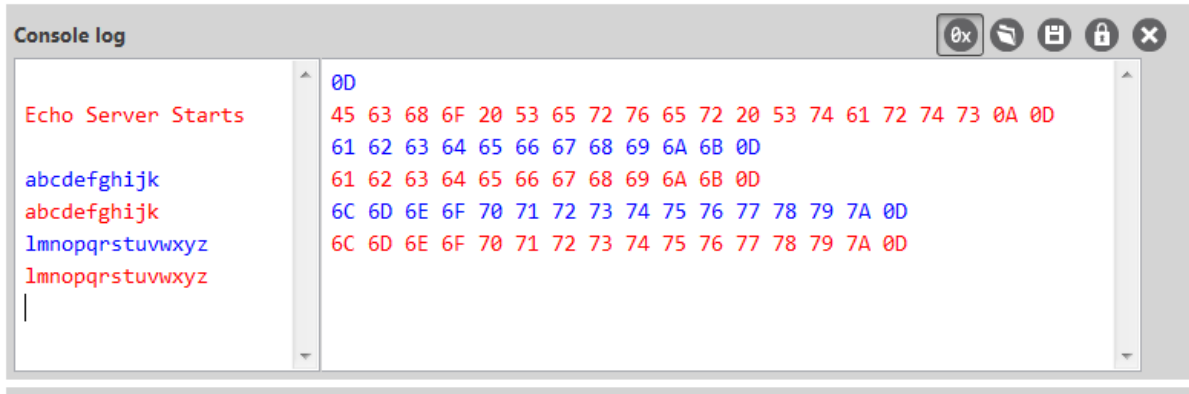 Console log
0x
Echo Server Starts
abcdefghijk
abcdefghijk
lmnopqrstuvwxyz
lmnopqrstuvwxyz
0D
45 63 68 6F 20 53 65 72 76 65 72 20 53 74 61 72 74 73 0A 0D
61 62 63 64 65 66 67 68 69 6A 6B 0D
61 62 63 64 65 66 67 68 69 6A 6B 0D
6C 6D 6E 6F 70 71 72 73 74 75 76 77 78 79 7A 0D
6C 6D 6E 6F 70 71 72 73 74 75 76 77 78 79 7A 0D